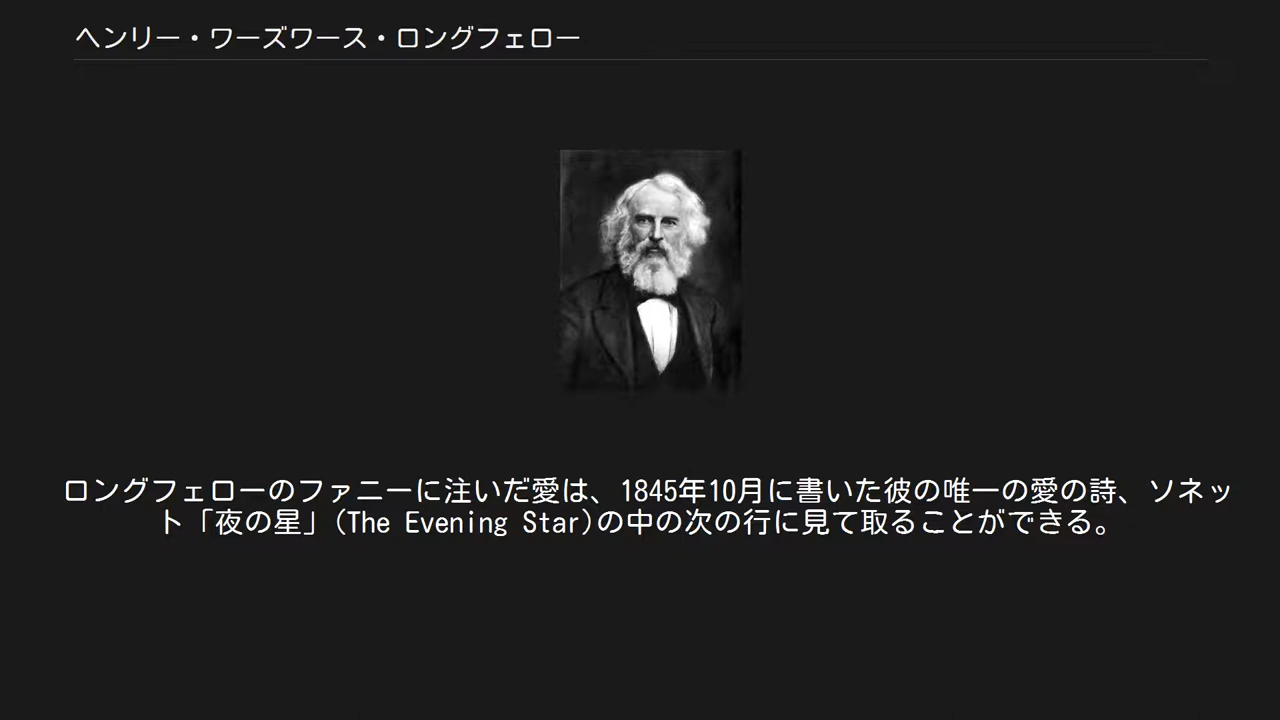 ヘンリー・ワーズワース・ロングフェロー
ロングフェローのファニーに注いだ愛は、1845年10月に書いた彼の唯一の愛の詩、ソネッ
ト「夜の星」(The Evening Star)の中の次の行に見て取ることができる。